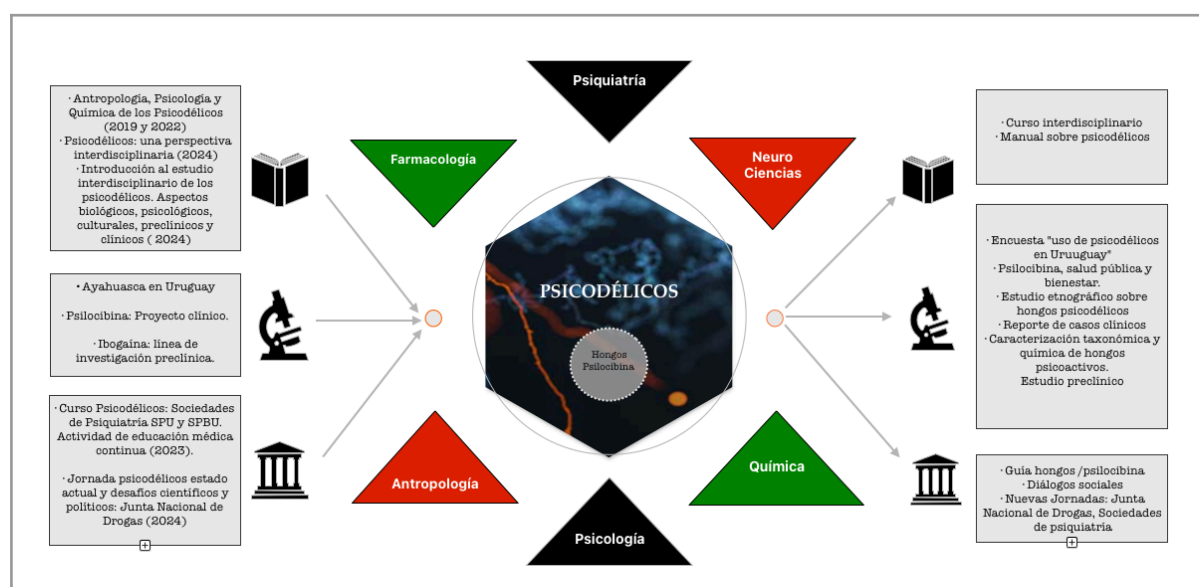 · Antropología, Psicología y
Química de los Psicodélicos
(2019 y 2022)
· Psicodélicos: una perspectiva
interdisciplinaria (2024)
· Introducción al estudio
interdisciplinario de los
psicodélicos. Aspectos
biológicos, psicológicos,
culturales, preclínicos y
clínicos ( 2024)
• Ayahuasca en Uruguay
· Psilocibina: Proyecto clínico.
· Ibogaína: línea de
investigación preclínica.
· Curso Psicodélicos: Sociedades
de Psiquiatría SPU y SPBU.
Actividad de educación médica
continua (2023).
Jornada psicodélicos estado
actual y desafíos científicos y
políticos: Junta Nacional de
Drogas (2024)
Psiquiatría
Farmacología
Neuro
Ciencias
PSICODÉLICOS
Hongos
Psilocibina
Antropología
Química
Psicología
· Curso interdisciplinario
· Manual sobre psicodélicos
· Encuesta "uso de psicodélicos
en Uruuguay"
· Psilocibina, salud pública y
bienestar.
· Estudio etnográfico sobre
hongos psicodélicos
· Reporte de casos clínicos
· Caracterización taxonómica y
química de hongos
psicoactivos.
Estudio preclínico
· Guía hongos /psilocibina
· Diálogos sociales
· Nuevas Jornadas: Junta
Nacional de Drogas, Sociedades
de psiquiatría